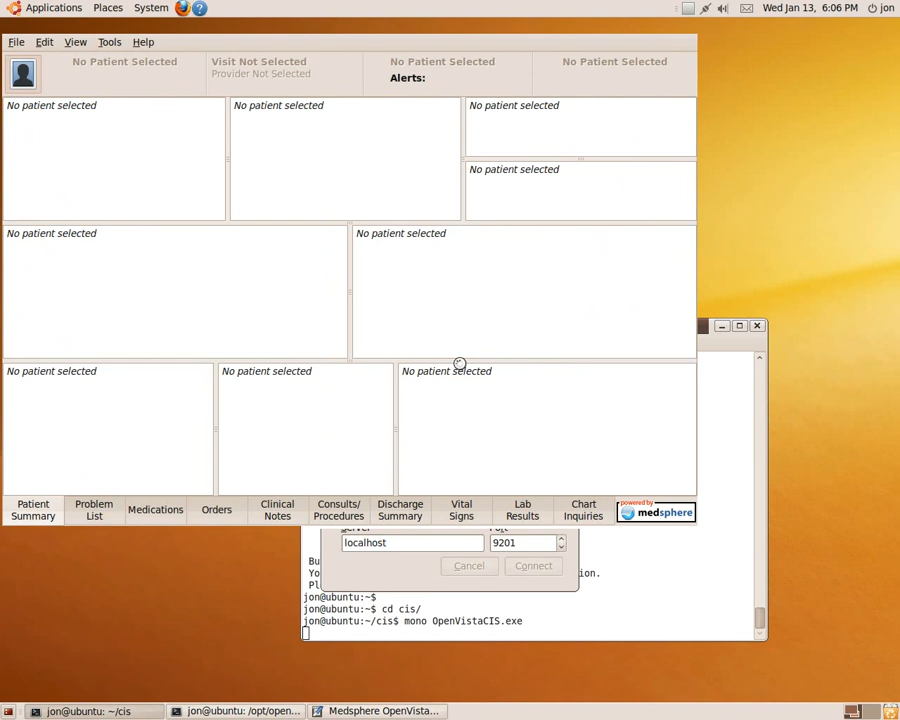 Applications Places System
Wed Jan 13, 6:06 PM jon
File Edit View Tools Help
No Patient Selected
Visit Not Selected
Provider Not Selected
No Patient Selected
Alerts:
No Patient Selected
No patient selected
No patient selected
No patient selected
No patient selected
No patient selected
No patient selected
No patient selected
No patient selected
No patient selected
Patient Summary
Problem List
Medications
Orders
Clinical Notes
Consults/ Procedures
Discharge Summary
Vital Signs
Lab Results
Chart Inquiries
powered by
medsphere
localhost
9201
Cancel
Connect
Bu
Yo
ion.
Pl
jon@ubuntu:~$
jon@ubuntu:~$ cd cis/
jon@ubuntu:~/cis$ mono OpenVistaCIS.exe
jon@ubuntu: ~/cis
jon@ubuntu: /opt/open...
Medsphere OpenVista...